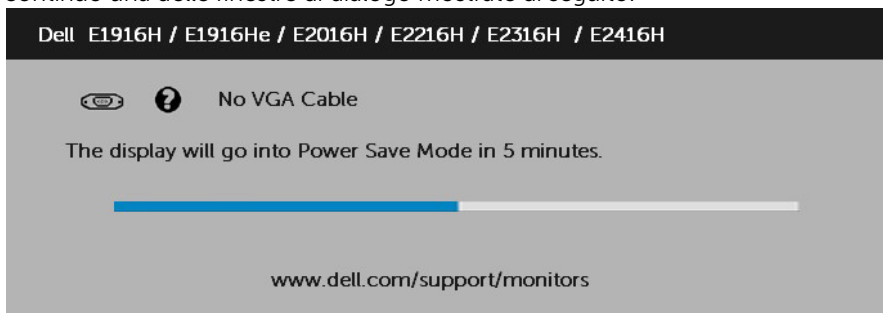 Dell E1916H / E1916He / E2016H / E2216H / E2316H / E2416H
No VGA Cable
The display will go into Power Save Mode in 5 minutes.
www.dell.com/support/monitors